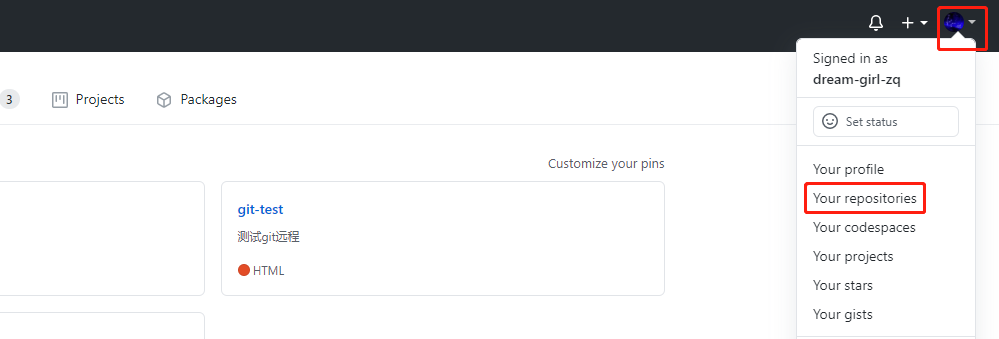 Signed in as
dream-girl-zq
Set status
3 Projects Packages
Customize your pins
git-test
测试git远程
HTML
Your profile
Your repositories
Your codespaces
Your projects
Your stars
Your gists